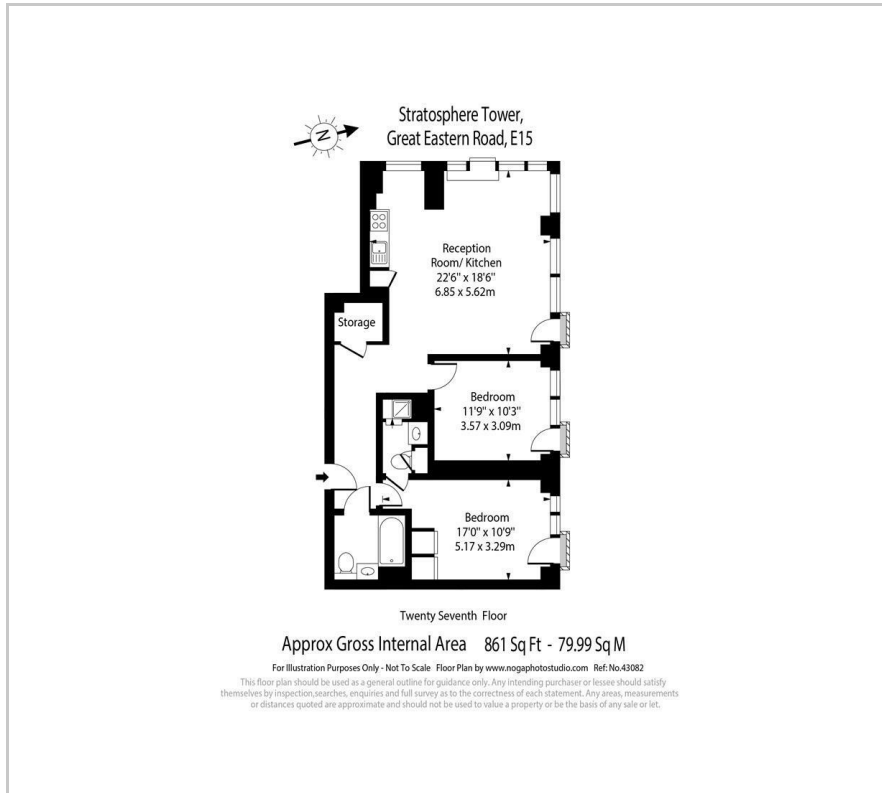 Stratosphere Tower,
Great Eastern Road, E15
N
Reception
Room/ Kitchen
22'6" x 18'6"
6.85 x 5.62m
Storage
Bedroom
11'9" x 10'3"
3.57 x 3.09m
Bedroom
17'0" x 10'9"
5.17 x 3.29m
Twenty Seventh Floor
Approx Gross Internal Area 861 Sq Ft - 79.99 Sq M
For Illustration Purposes Only - Not To Scale Floor Plan by www.nogaphotostudio.com Ref: No.43082
This floor plan should be used as a general outline for guidance only. Any intending purchaser or lessee should satisfy
themselves by inspection,searches, enquiries and full survey as to the correctness of each statement. Any areas, measurements
or distances quoted are approximate and should not be used to value a property or be the basis of any sale or let.